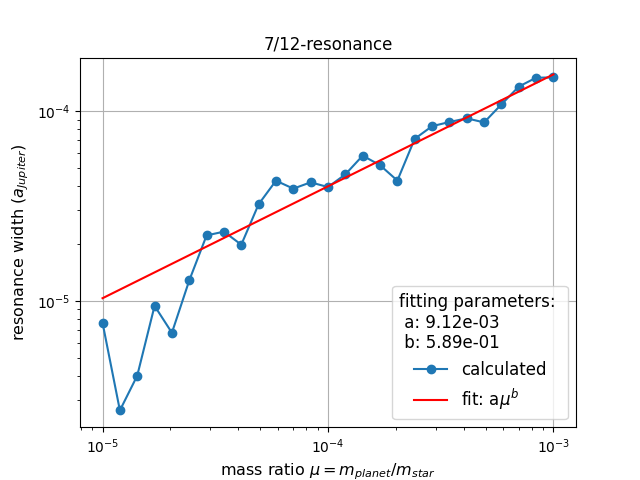 7/12-resonance
resonance width (a_Jupiter)
10⁻⁴
10⁻⁵
fitting parameters:
a: 9.12e-03
b: 5.89e-01
calculated
fit: aμᵇ
10⁻⁵
10⁻⁴
10⁻³
mass ratio μ = m_planet/m_star